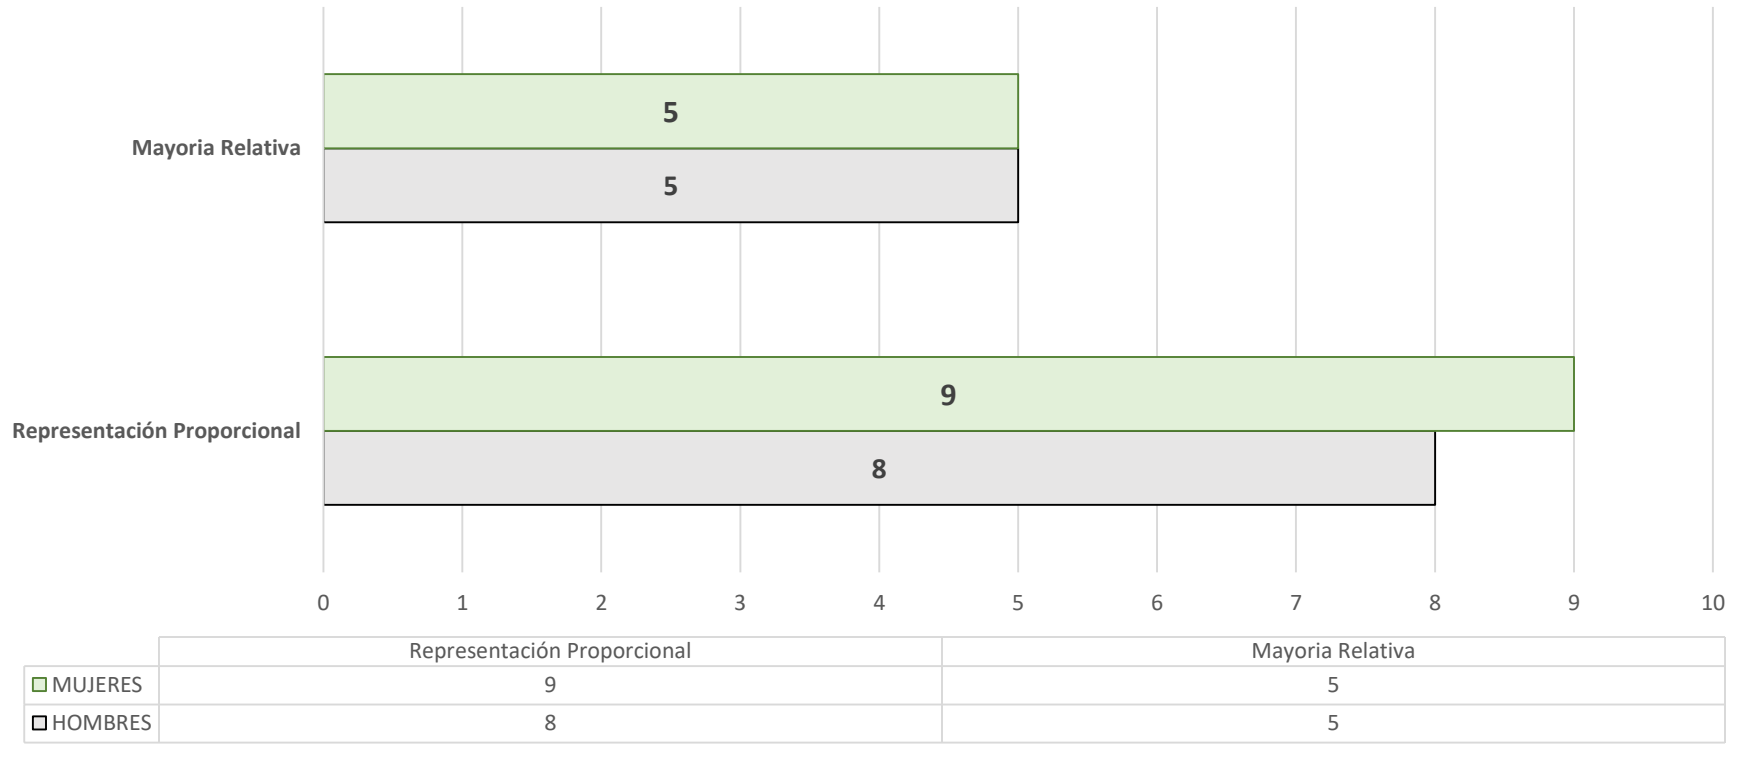 Mayoria Relativa
5
5
Representación Proporcional
9
8
0 1 2 3 4 5 6 7 8 9 10
Representación Proporcional Mayoria Relativa
MUJERES 9 5
HOMBRES 8 5